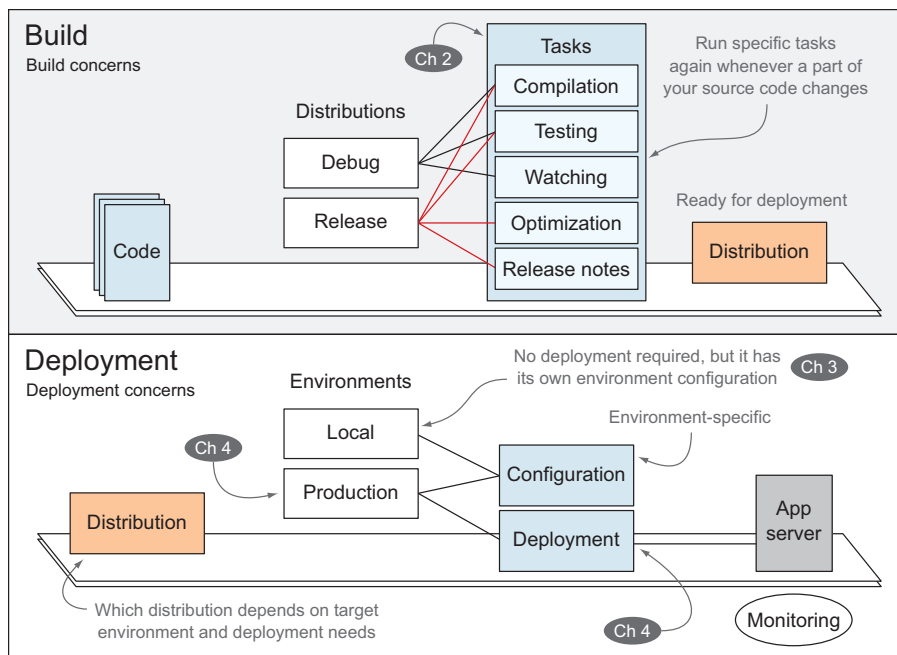 Build
Build concerns
Ch 2
Tasks
Compilation
Testing
Watching
Optimization
Release notes
Run specific tasks
again whenever a part of
your source code changes
Distributions
Debug
Release
Code
Ready for deployment
Distribution
Deployment
Deployment concerns
No deployment required, but it has
its own environment configuration
Ch 3
Environments
Local
Production
Ch 4
Environment-specific
Configuration
Deployment
Distribution
App
server
Which distribution depends on target
environment and deployment needs
Ch 4
Monitoring